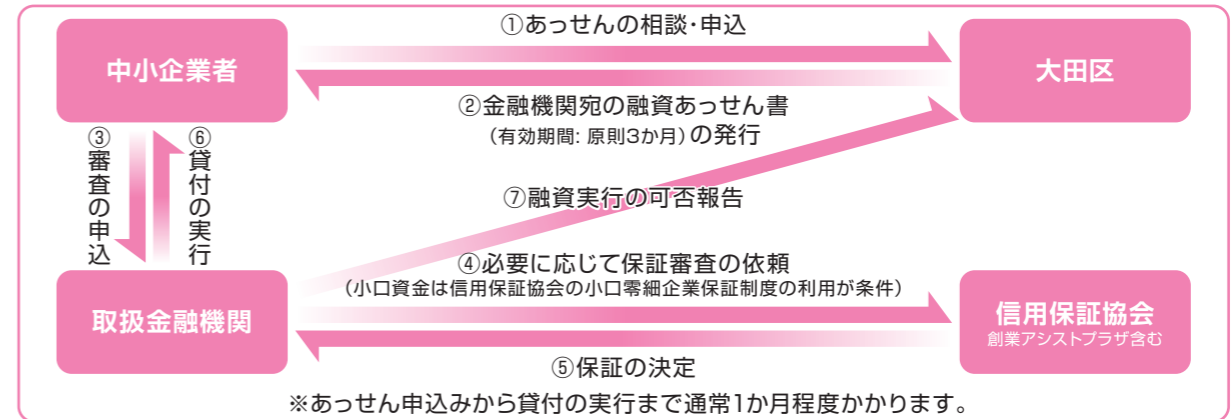 ①あっせんの相談・申込
中小企業者
大田区
②金融機関宛の融資あっせん書
(有効期間: 原則3か月)の発行
③審査の申込
⑥貸付の実行
⑦融資実行の可否報告
④必要に応じて保証審査の依頼
(小口資金は信用保証協会の小口零細企業保証制度の利用が条件)
取扱金融機関
信用保証協会
創業アシストプラザ含む
⑤保証の決定
※あっせん申込みから貸付の実行まで通常1か月程度かかります。